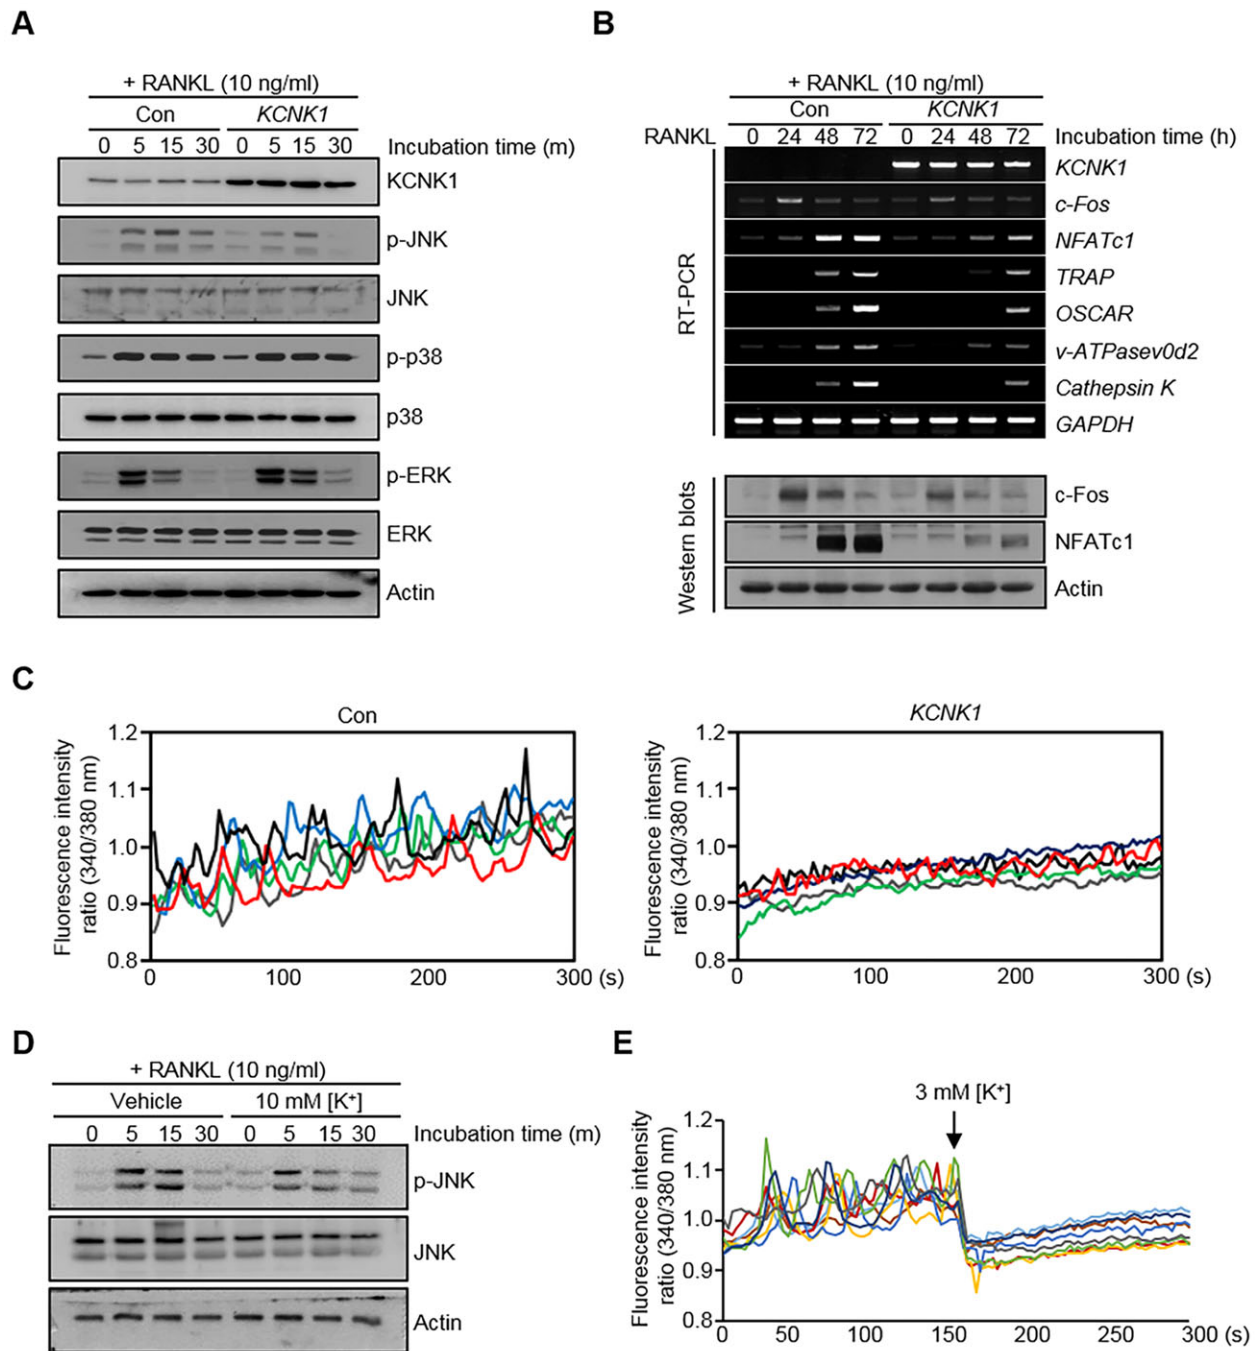 A
+ RANKL (10 ng/ml)
Con KCNK1
0 5 15 30 0 5 15 30 Incubation time (m)
KCNK1
p-JNK
JNK
p-p38
p38
p-ERK
ERK
Actin
B
+ RANKL (10 ng/ml)
Con KCNK1
RANKL 0 24 48 72 0 24 48 72 Incubation time (h)
RT-PCR
KCNK1
c-Fos
NFATc1
TRAP
OSCAR
v-ATPasev0d2
Cathepsin K
GAPDH
Western blots
c-Fos
NFATc1
Actin
C
Con
Fluorescence intensity
ratio (340/380 nm)
1.2
1.1
1.0
0.9
0.8
0 100 200 300 (s)
KCNK1
Fluorescence intensity
ratio (340/380 nm)
1.2
1.1
1.0
0.9
0.8
0 100 200 300 (s)
D
+ RANKL (10 ng/ml)
Vehicle 10 mM [K⁺]
0 5 15 30 0 5 15 30 Incubation time (m)
p-JNK
JNK
Actin
E
3 mM [K⁺]
Fluorescence intensity
ratio (340/380 nm)
1.2
1.1
1.0
0.9
0.8
0 50 100 150 200 250 300 (s)